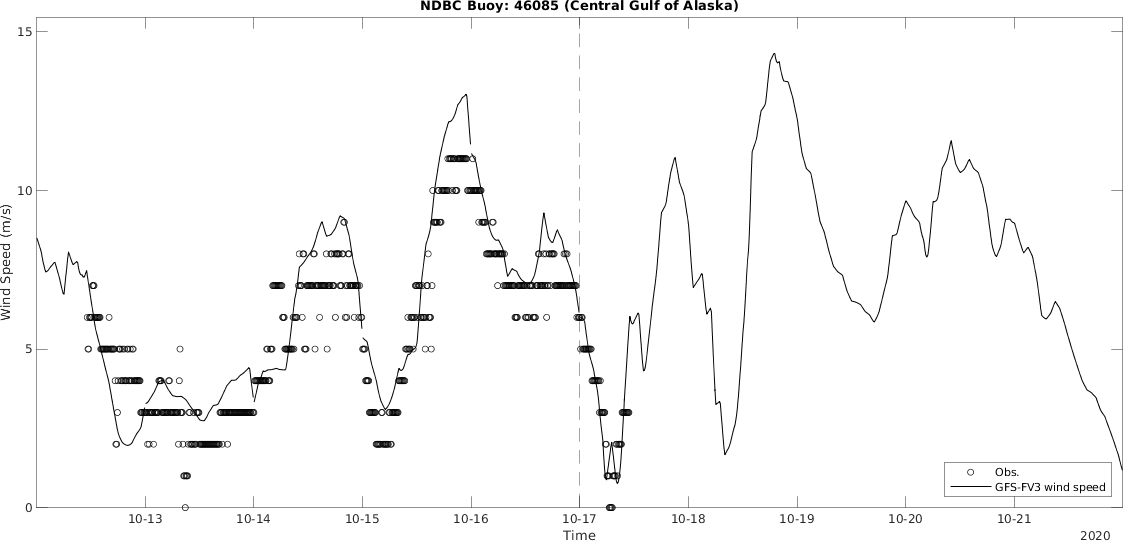 NDBC Buoy: 46085 (Central Gulf of Alaska)
15
10
5
0
Wind Speed (m/s)
10-13 10-14 10-15 10-16 10-17 10-18 10-19 10-20 10-21
Time
2020
Obs.
GFS-FV3 wind speed